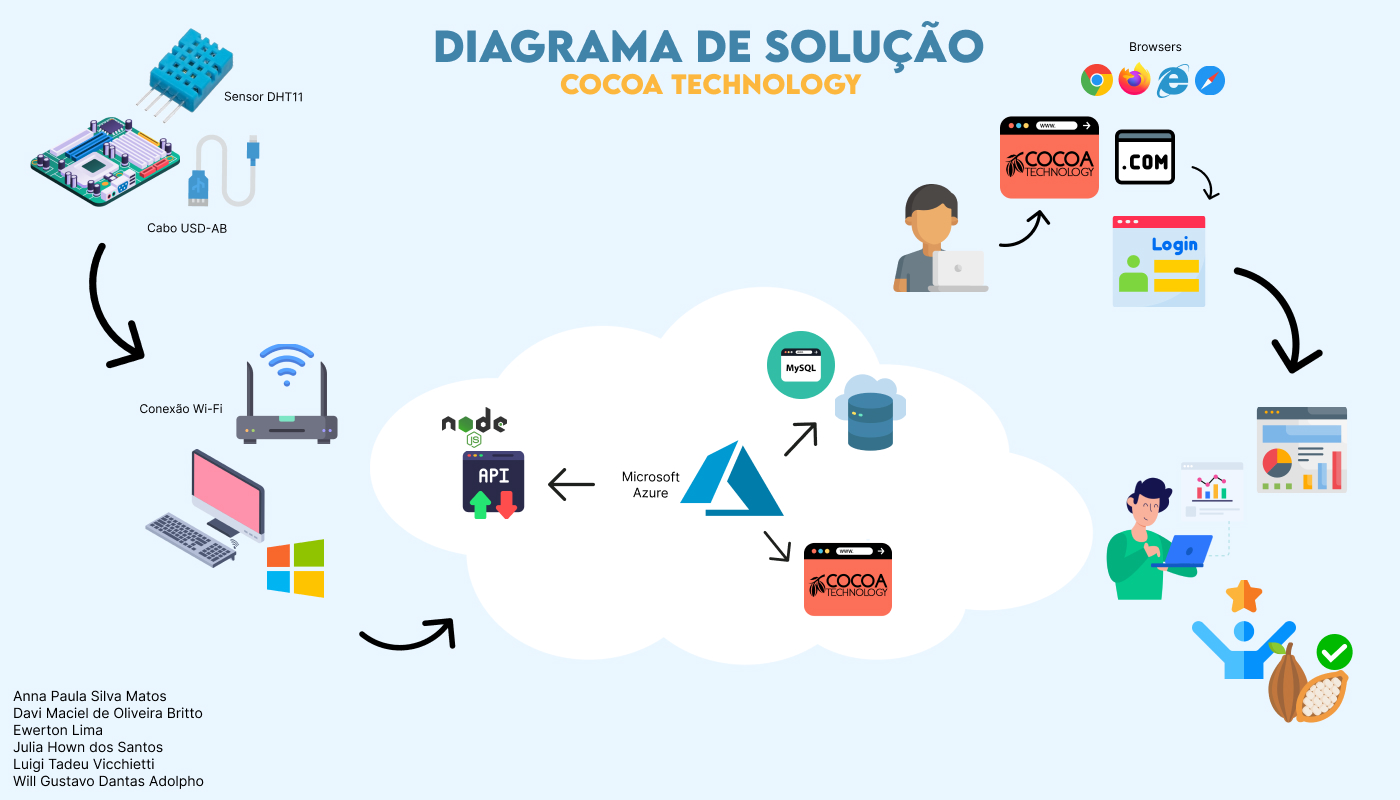 DIAGRAMA DE SOLUÇÃO
COCOA TECHNOLOGY
Sensor DHT11
Cabo USD-AB
Conexão Wi-Fi
node
JS
API
Microsoft
Azure
MySQL
www.
COCOA
TECHNOLOGY
Browsers
www.
COCOA
TECHNOLOGY
.COM
Login
Anna Paula Silva Matos
Davi Maciel de Oliveira Britto
Ewerton Lima
Julia Hown dos Santos
Luigi Tadeu Vicchietti
Will Gustavo Dantas Adolpho